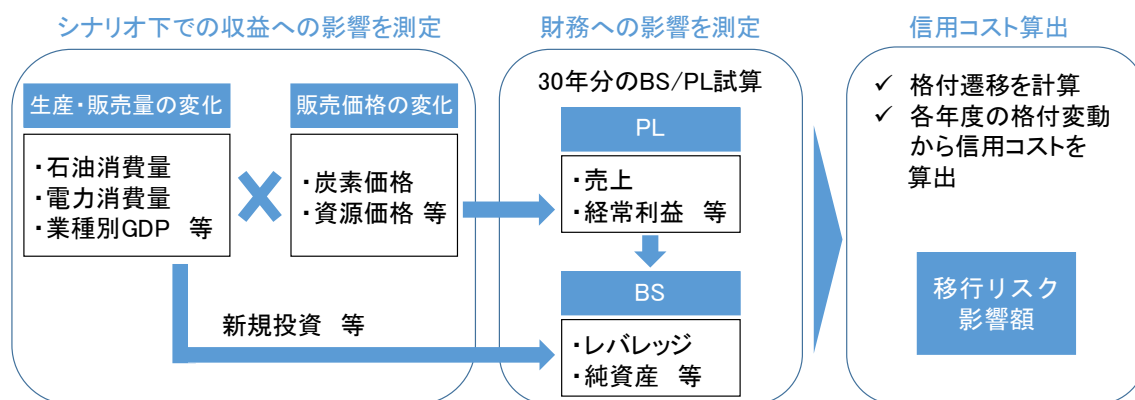 シナリオ下での収益への影響を測定
生産・販売量の変化
・石油消費量
・電力消費量
・業種別GDP 等
販売価格の変化
・炭素価格
・資源価格 等
新規投資 等
財務への影響を測定
30年分のBS/PL試算
PL
・売上
・経常利益 等
BS
・レバレッジ
・純資産 等
信用コスト算出
✓ 格付遷移を計算
✓ 各年度の格付変動
から信用コストを
算出
移行リスク
影響額